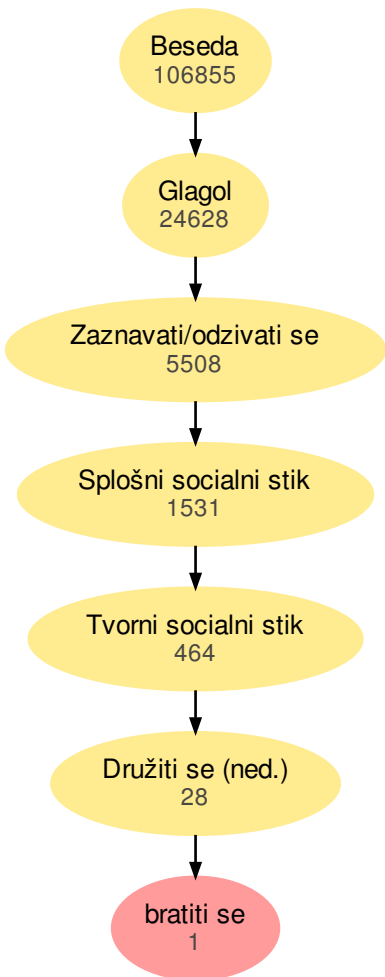 Beseda
106855
Glagol
24628
Zaznavati/odzivati se
5508
Splošni socialni stik
1531
Tvorni socialni stik
464
Družiti se (ned.)
28
bratiti se
1